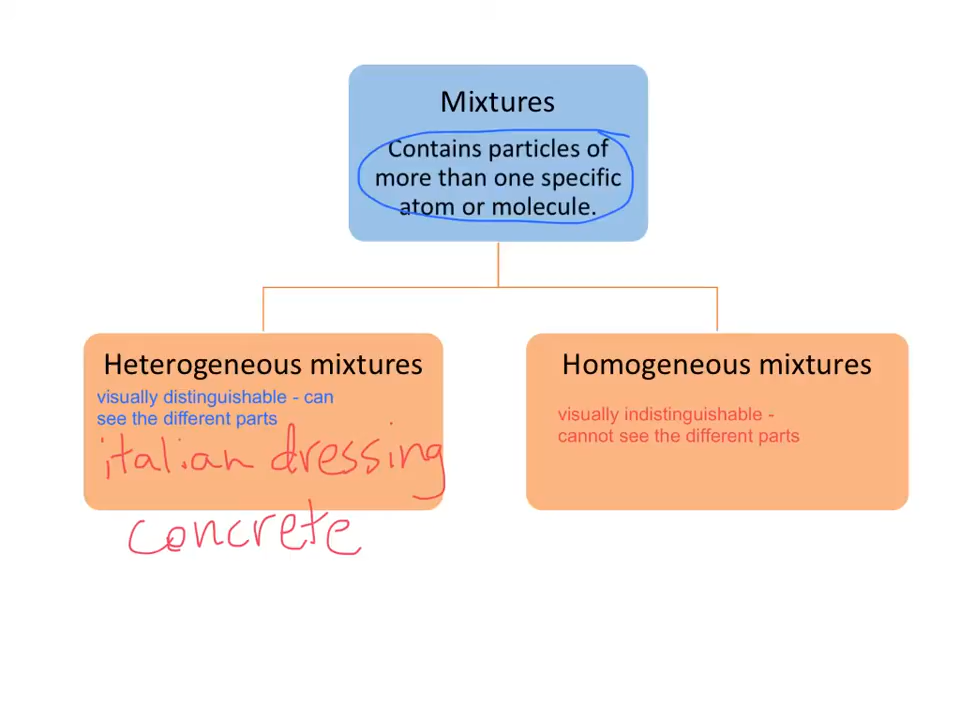 Mixtures
Contains particles of
more than one specific
atom or molecule.
Heterogeneous mixtures
visually distinguishable - can
see the different parts
italian dressing
concrete
Homogeneous mixtures
visually indistinguishable -
cannot see the different parts